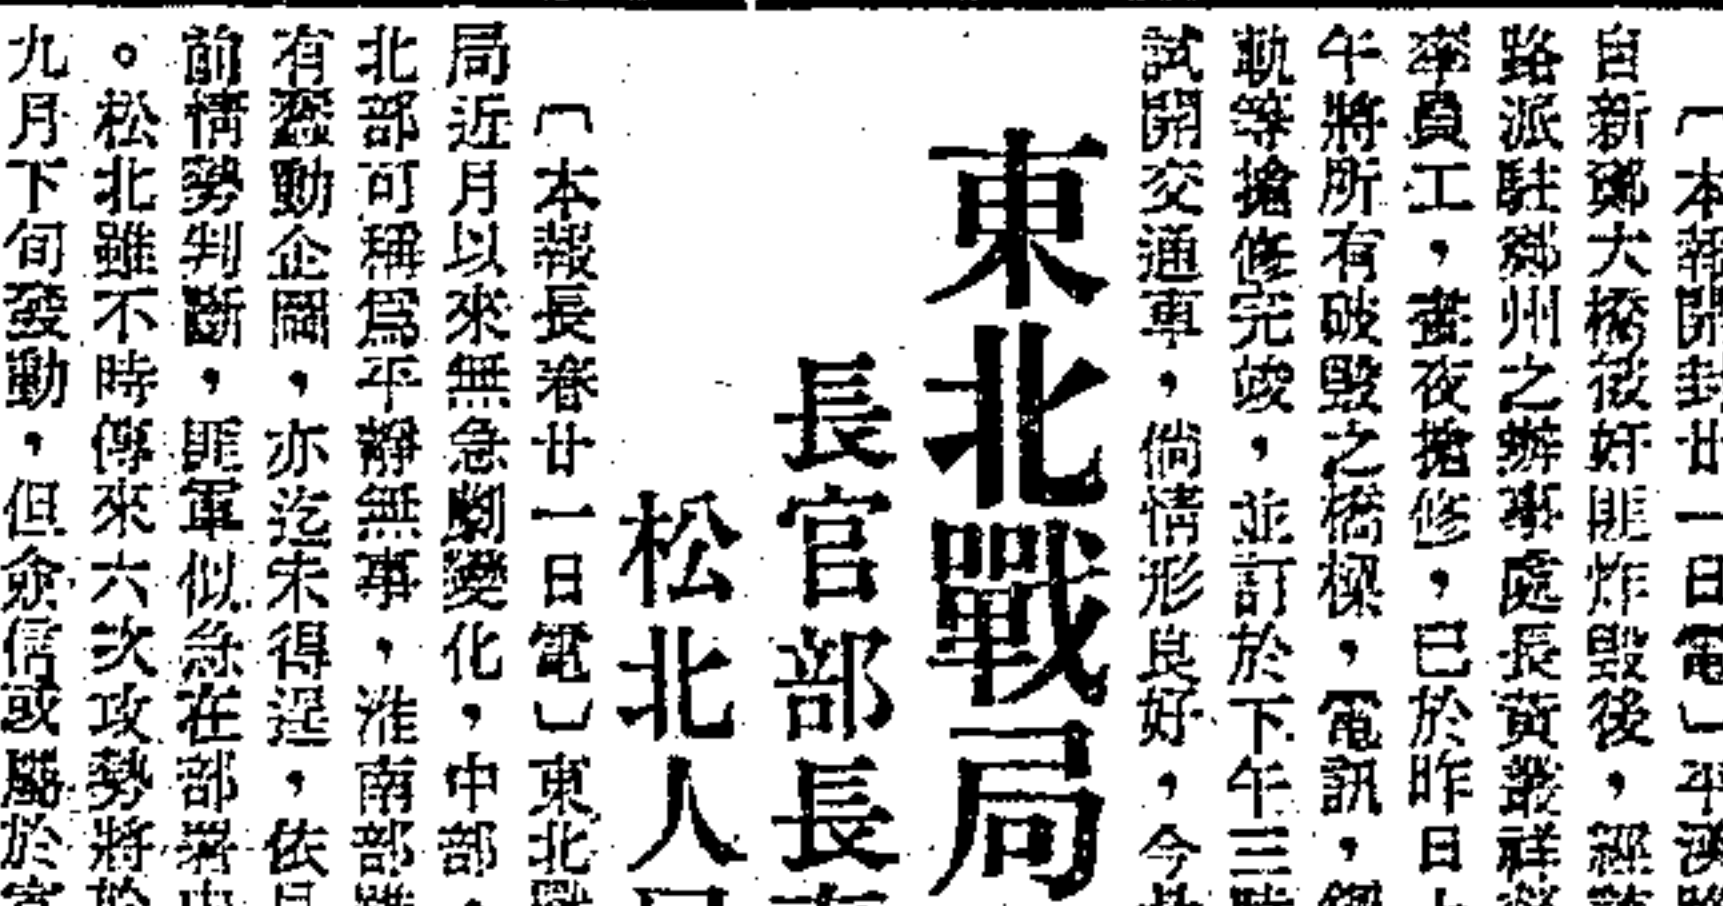 〔本報開封廿一日電〕平漢路
自新鄭大橋被奸匪炸毀後，經該
路派駐鄭州之辦事處長黃叢祥
率員工，晝夜搶修，已於昨日上
午將所有破毀之橋樑，電訊，鋼
軌等搶修完竣，並訂於下午三時
試開交通車，倘情形良好，今
東北戰局
長官部長
松北人
〔本報長春廿一日電〕東北戰
局近月以來無急劇變化，中部，
北部可稱爲平靜無事，淮南部雖
有蠢動企圖，亦迄未得逞，依目
前情勢判斷，匪軍似急在部署中
。松北雖不時傳來六次攻勢將於
九月下旬發動，但僉信或屬於